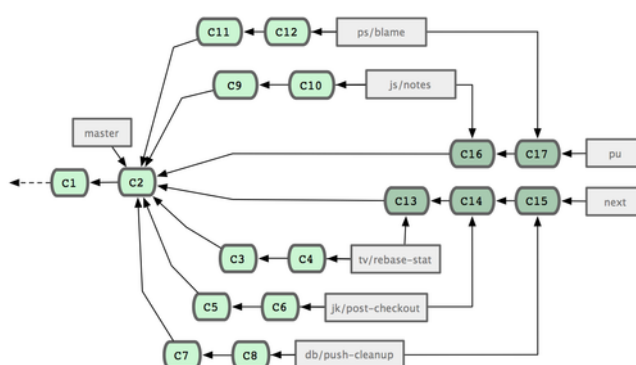 C11 C12 ps/blame
C9 C10 js/notes
master
C16 C17 pu
C1 C2
C13 C14 C15 next
C3 C4 tv/rebase-stat
C5 C6 jk/post-checkout
C7 C8 db/push-cleanup